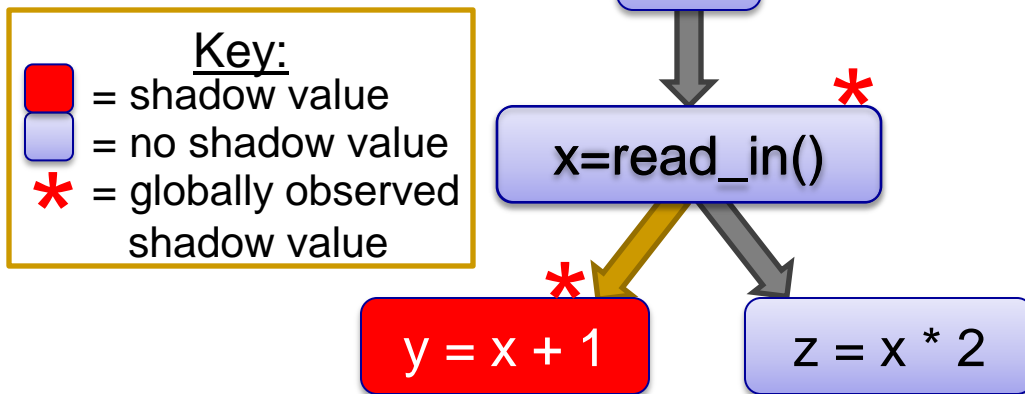 Key:
= shadow value
= no shadow value
* = globally observed
shadow value
*
x=read_in()
*
y = x + 1
z = x * 2